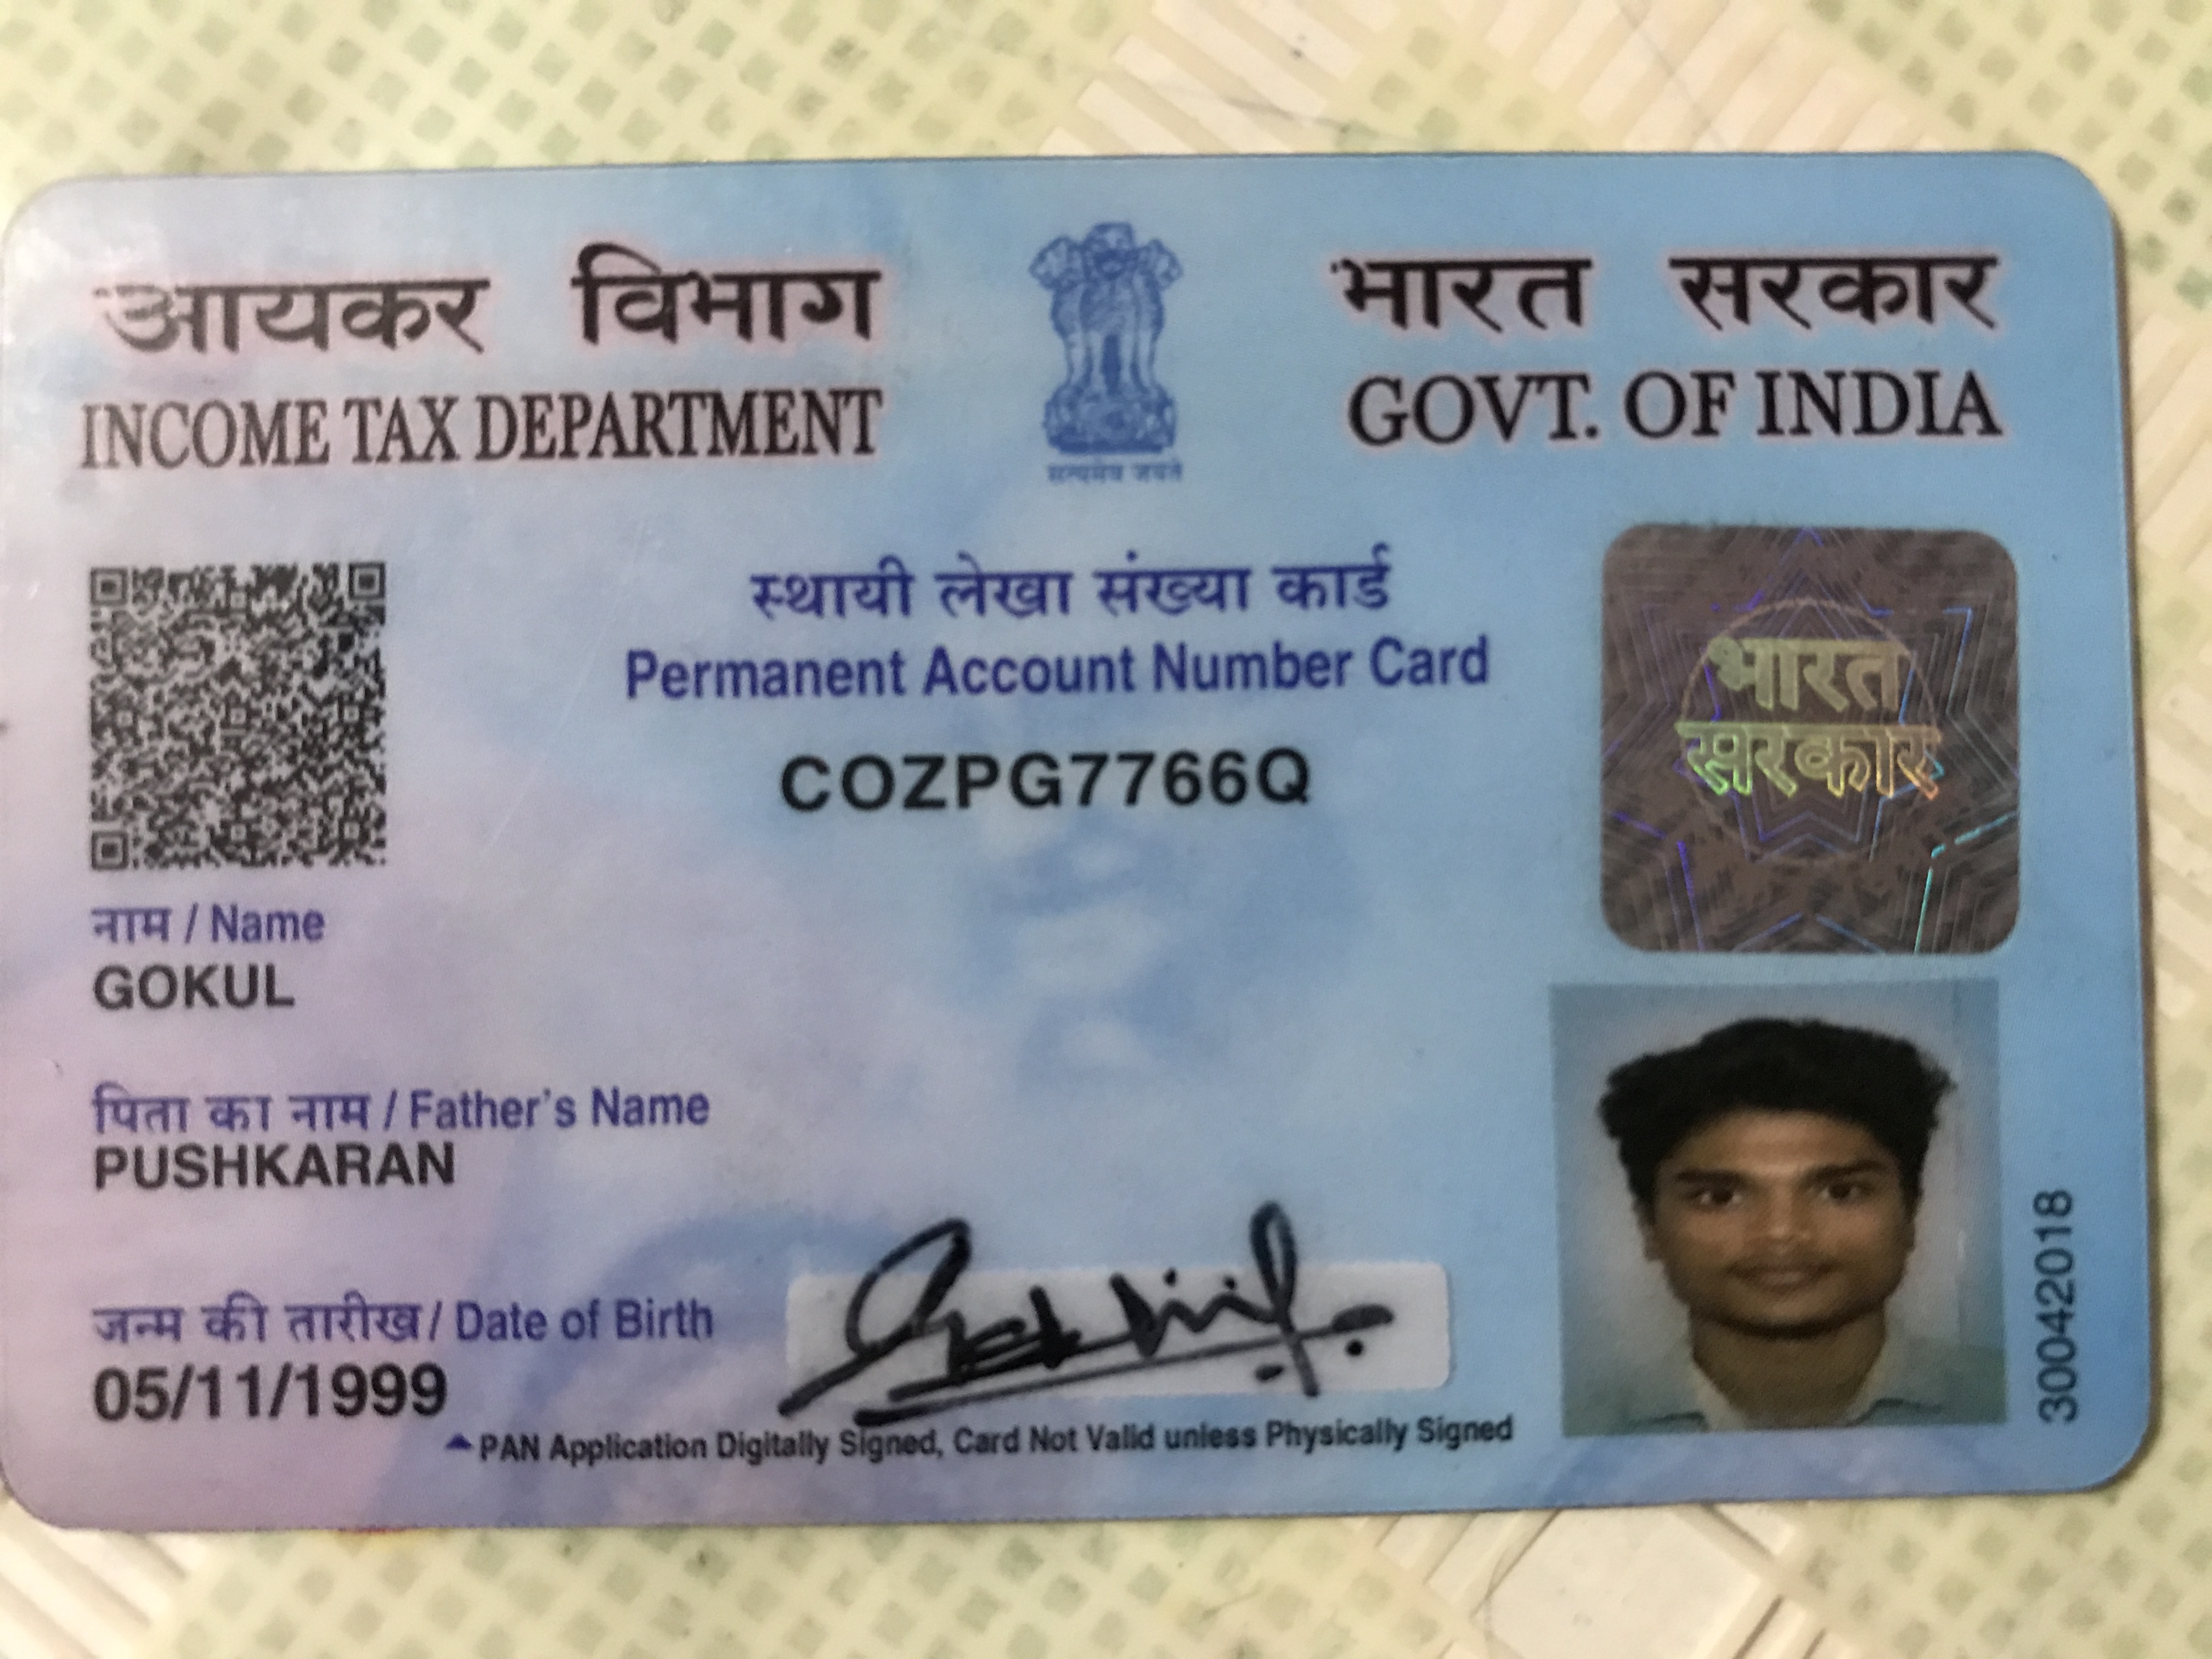 आयकर विभाग
INCOME TAX DEPARTMENT
भारत सरकार
GOVT. OF INDIA
सत्यमेव जयते
स्थायी लेखा संख्या कार्ड
Permanent Account Number Card
COZPG7766Q
भारत
सरकार
नाम / Name
GOKUL
पिता का नाम / Father's Name
PUSHKARAN
जन्म की तारीख / Date of Birth
05/11/1999
PAN Application Digitally Signed, Card Not Valid unless Physically Signed
30042018